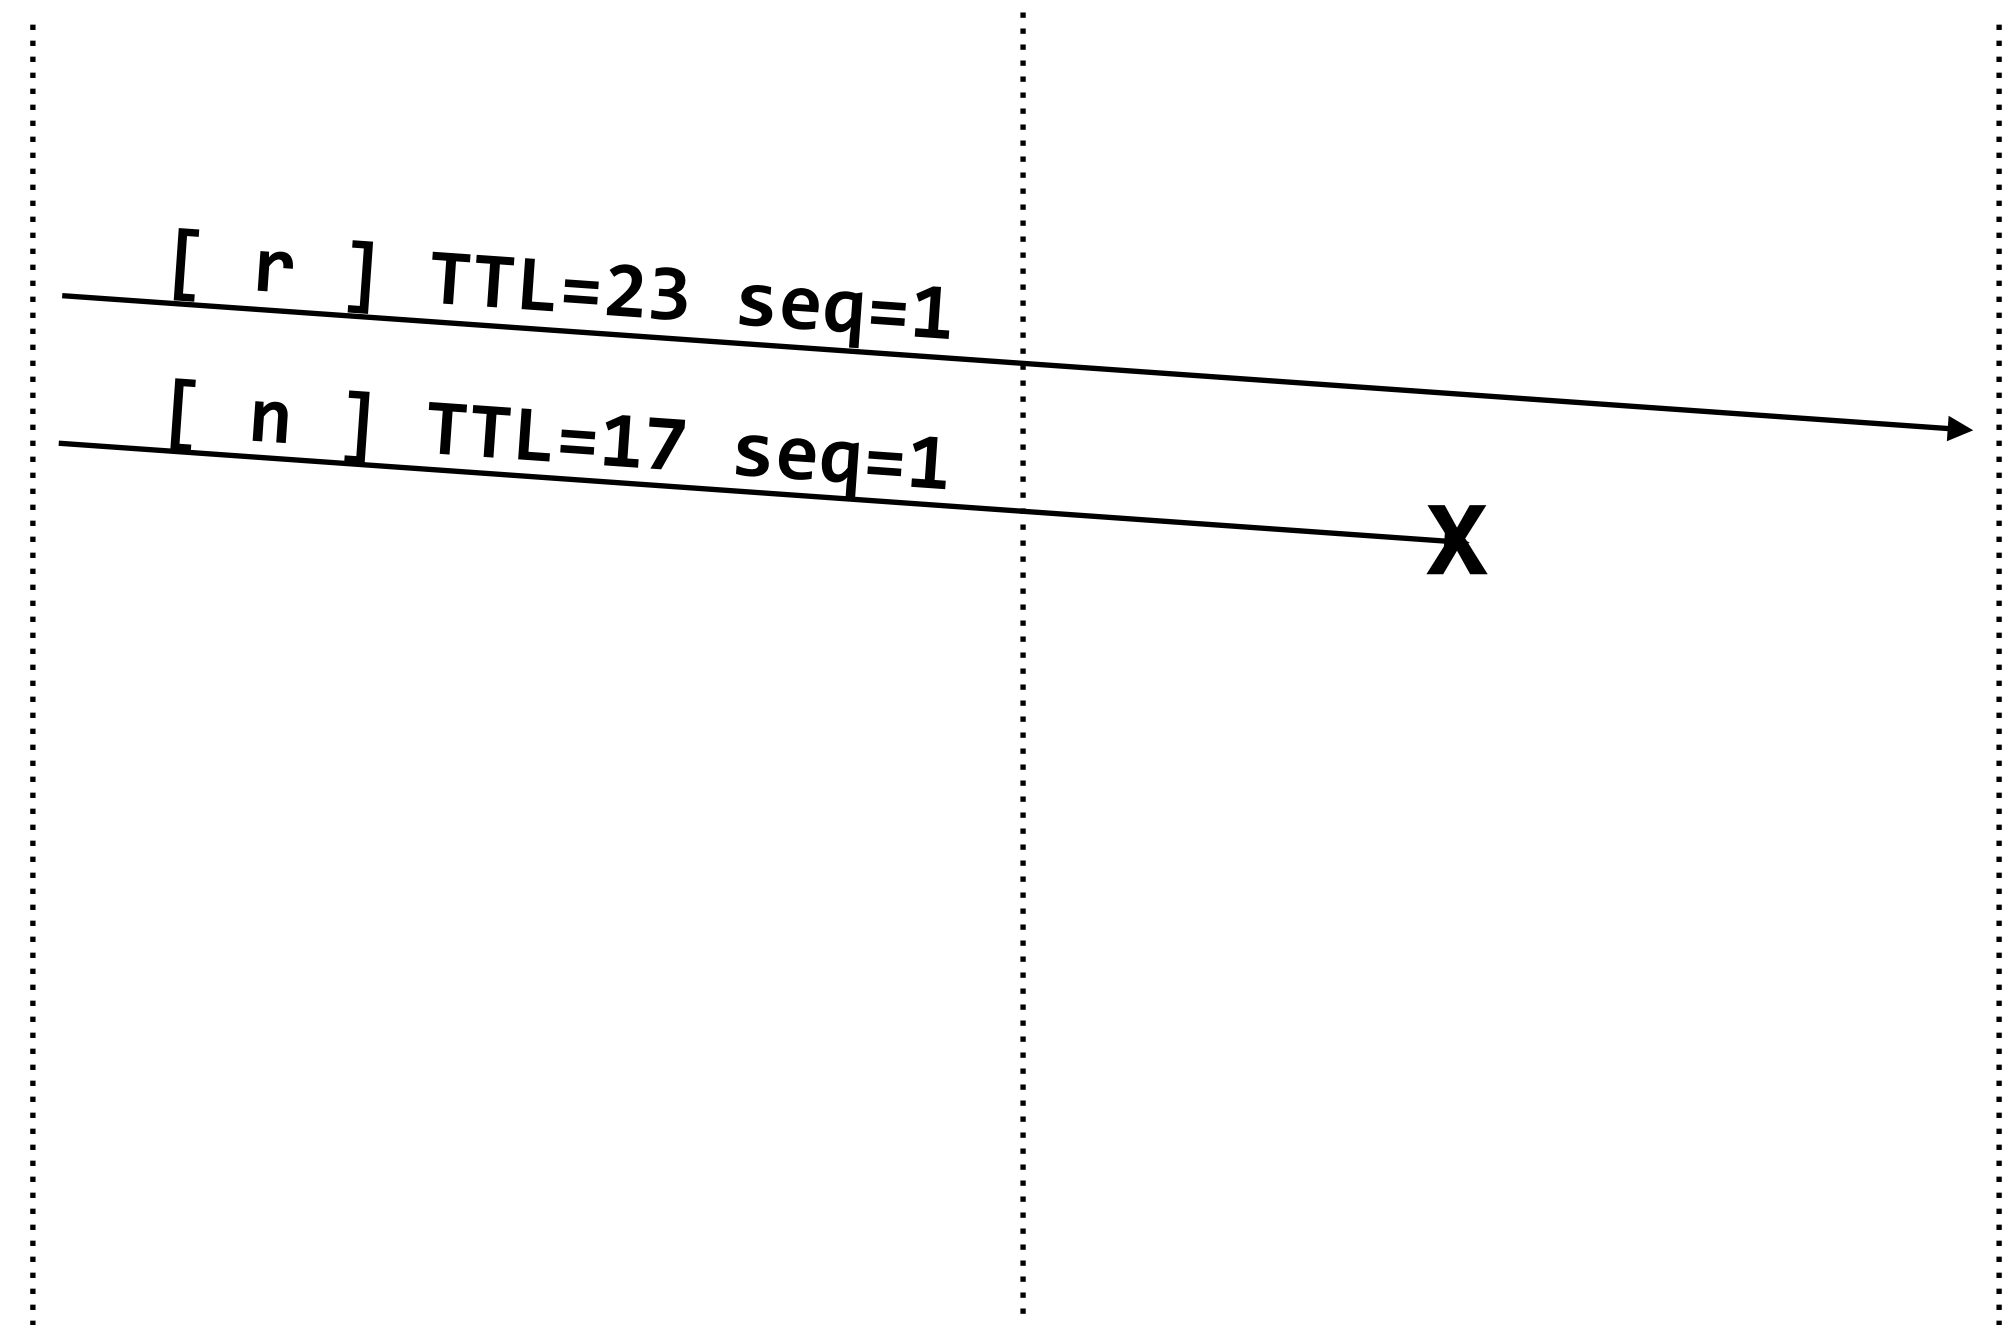 [ r ] TTL=23 seq=1
[ n ] TTL=17 seq=1
X